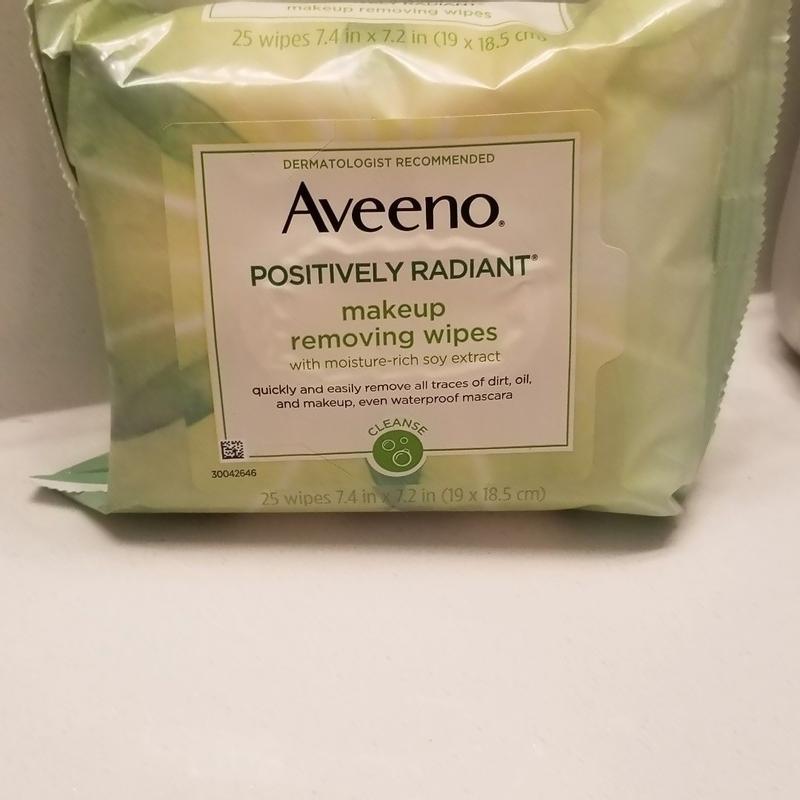 makeup removing wipes
25 wipes 7.4 in x 7.2 in (19 x 18.5 cm)
DERMATOLOGIST RECOMMENDED
Aveeno®
POSITIVELY RADIANT®
makeup
removing wipes
with moisture-rich soy extract
quickly and easily remove all traces of dirt, oil,
and makeup, even waterproof mascara
CLEANSE
30042646
25 wipes 7.4 in x 7.2 in (19 x 18.5 cm)